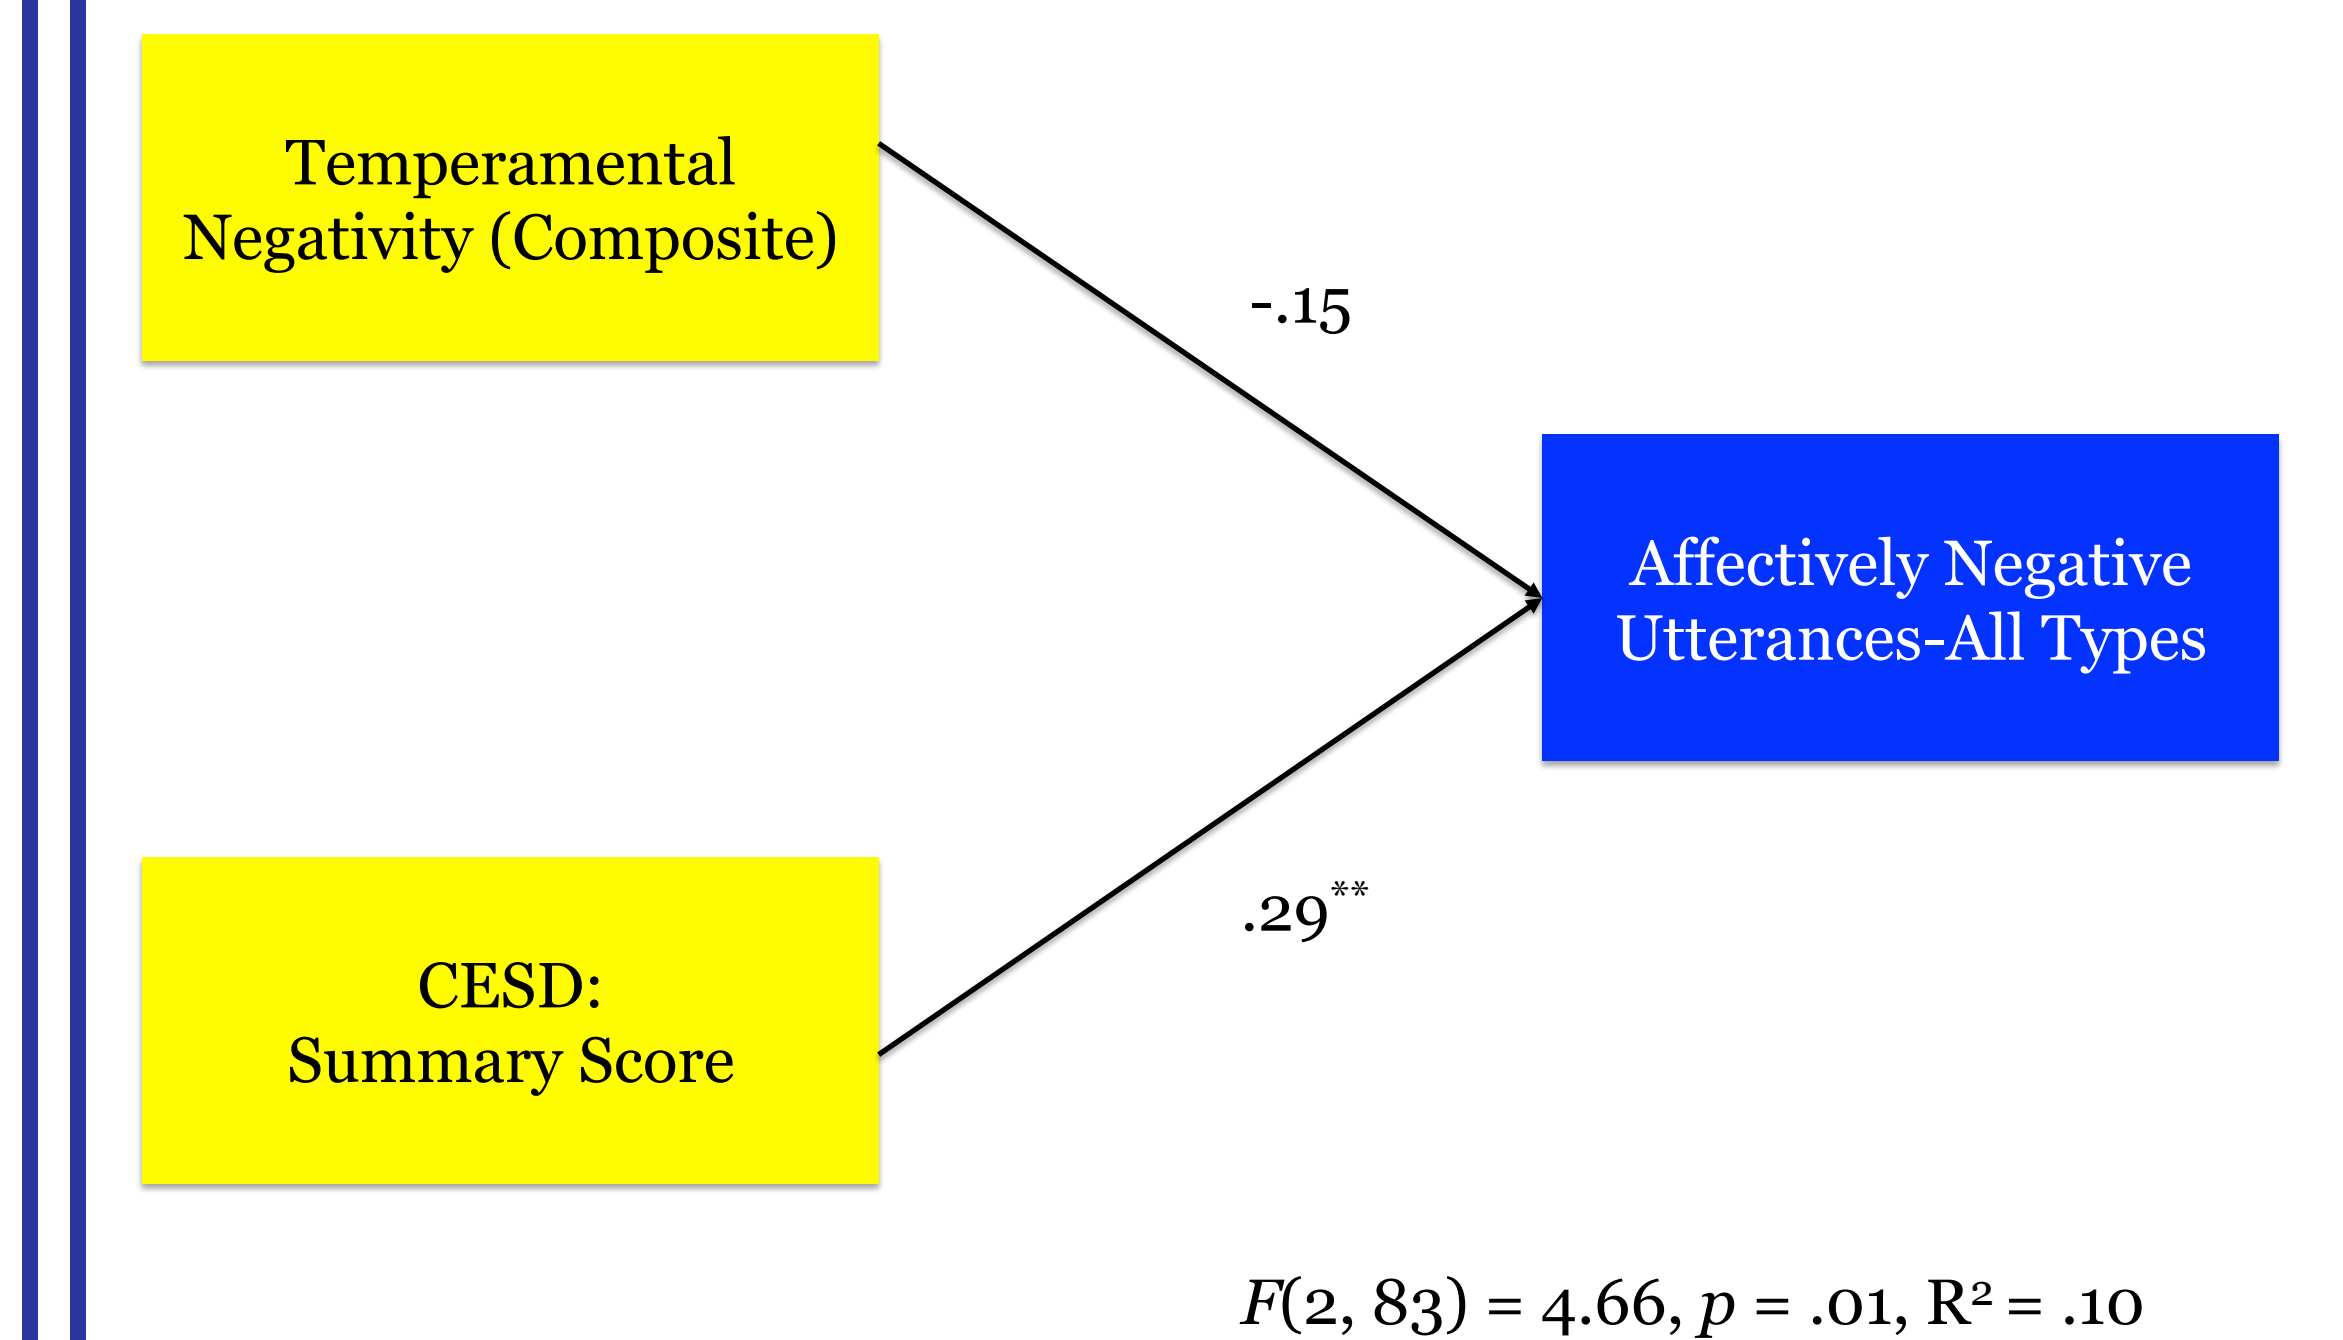 Temperamental
Negativity (Composite)
-.15
Affectively Negative
Utterances-All Types
.29**
CESD:
Summary Score
F(2, 83) = 4.66, p = .01, R² = .10